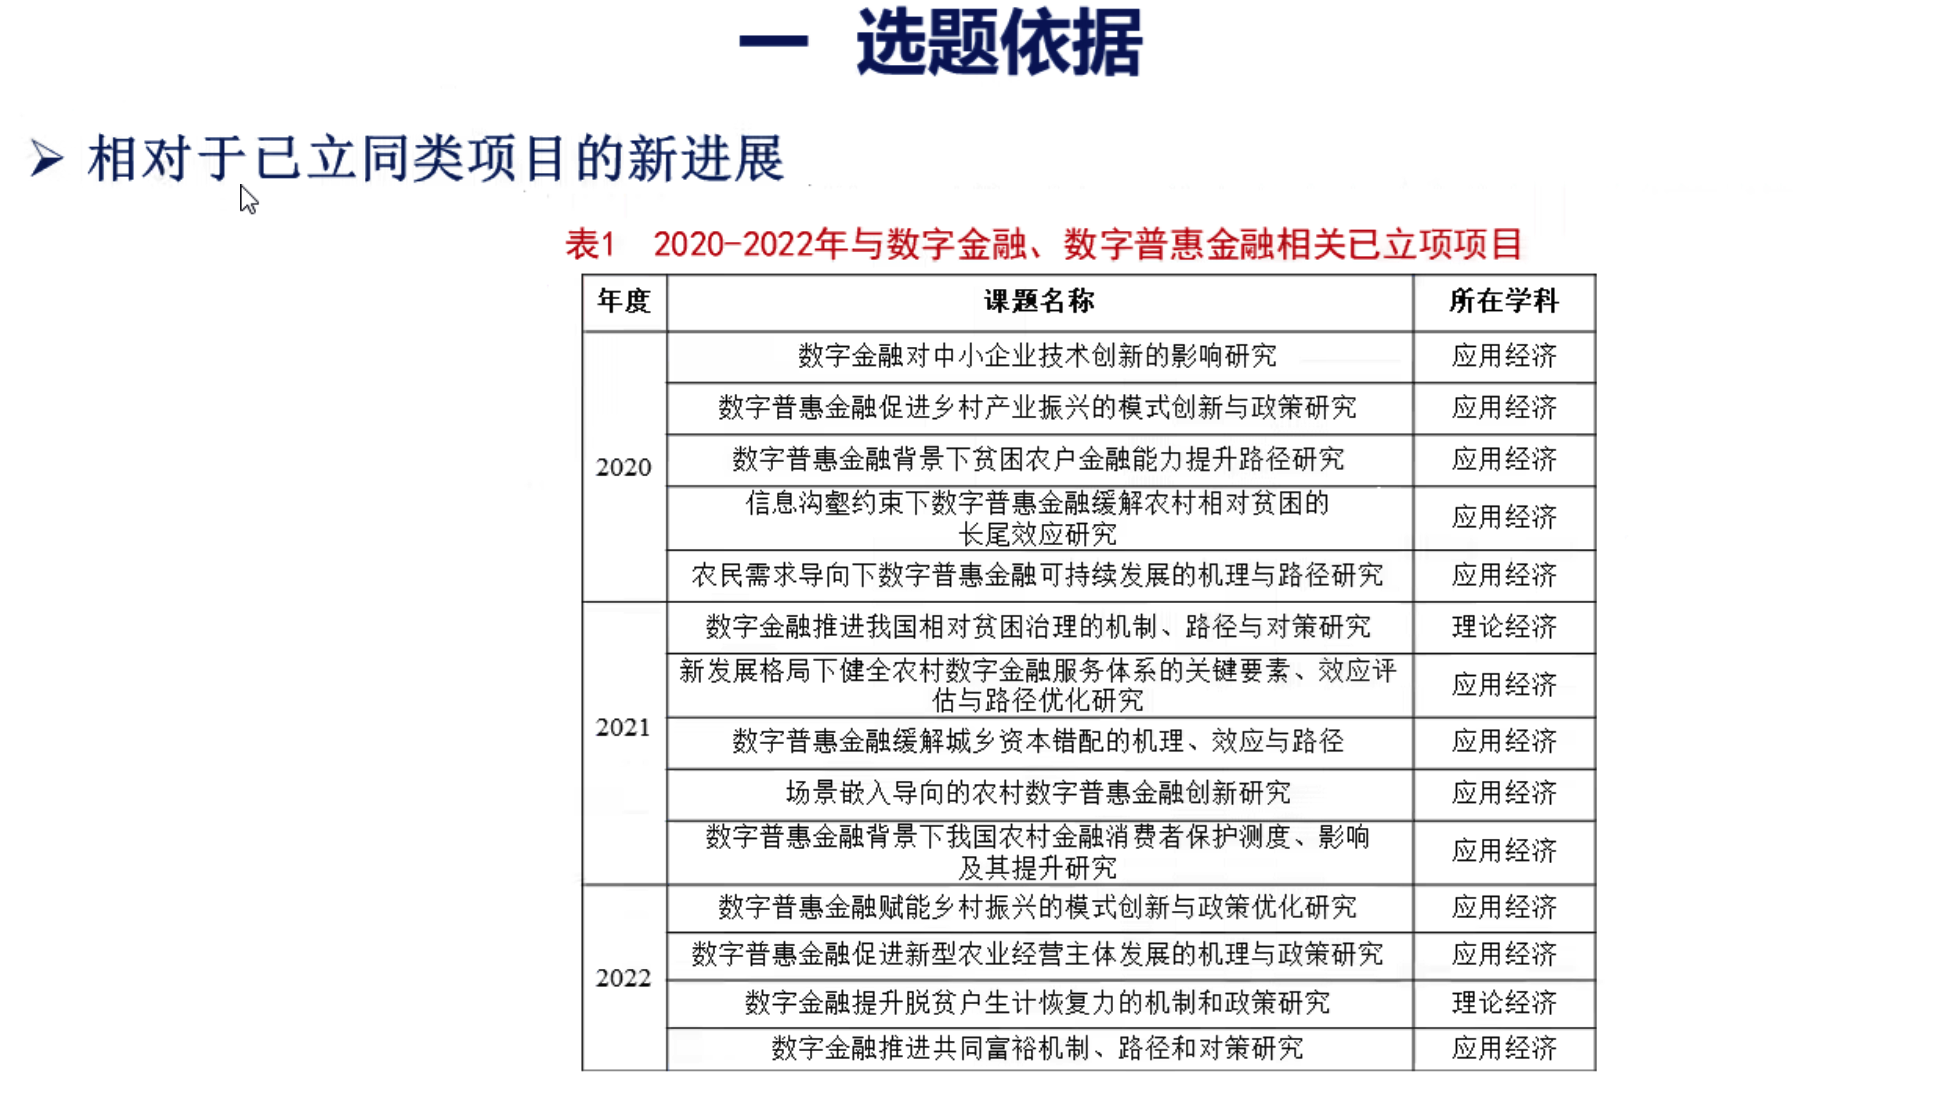 一 选题依据
➢ 相对于已立同类项目的新进展
表1 2020-2022年与数字金融、数字普惠金融相关已立项项目
年度 课题名称 所在学科
2020
数字金融对中小企业技术创新的影响研究 应用经济
数字普惠金融促进乡村产业振兴的模式创新与政策研究 应用经济
数字普惠金融背景下贫困农户金融能力提升路径研究 应用经济
信息沟壑约束下数字普惠金融缓解农村相对贫困的
长尾效应研究 应用经济
农民需求导向下数字普惠金融可持续发展的机理与路径研究 应用经济
2021
数字金融推进我国相对贫困治理的机制、路径与对策研究 理论经济
新发展格局下健全农村数字金融服务体系的关键要素、效应评
估与路径优化研究 应用经济
数字普惠金融缓解城乡资本错配的机理、效应与路径 应用经济
场景嵌入导向的农村数字普惠金融创新研究 应用经济
数字普惠金融背景下我国农村金融消费者保护测度、影响
及其提升研究 应用经济
2022
数字普惠金融赋能乡村振兴的模式创新与政策优化研究 应用经济
数字普惠金融促进新型农业经营主体发展的机理与政策研究 应用经济
数字金融提升脱贫户生计恢复力的机制和政策研究 理论经济
数字金融推进共同富裕机制、路径和对策研究 应用经济